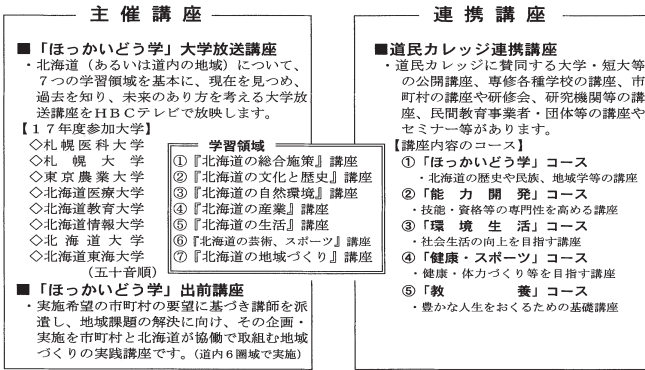 主催講座
■「ほっかいどう学」大学放送講座
・北海道（あるいは道内の地域）について、
７つの学習領域を基本に、現在を見つめ、
過去を知り、未来のあり方を考える大学放
送講座をＨＢＣテレビで放映します。
【１７年度参加大学】
◇札幌医科大学
◇札幌大学
◇東京農業大学
◇北海道医療大学
◇北海道教育大学
◇北海道情報大学
◇北海道大学
◇北海道東海大学
（五十音順）
学習領域
①『北海道の総合施策』講座
②『北海道の文化と歴史』講座
③『北海道の自然環境』講座
④『北海道の産業』講座
⑤『北海道の生活』講座
⑥『北海道の芸術、スポーツ』講座
⑦『北海道の地域づくり』講座
■「ほっかいどう学」出前講座
・実施希望の市町村の要望に基づき講師を派
遣し、地域課題の解決に向け、その企画・
実施を市町村と北海道が協働で取組む地域
づくりの実践講座です。（道内６圏域で実施）
連携講座
■道民カレッジ連携講座
・道民カレッジに賛同する大学・短大等
の公開講座、専修各種学校の講座、市
町村の講座や研修会、研究機関等の講
座、民間教育事業者・団体等の講座や
セミナー等があります。
【講座内容のコース】
①「ほっかいどう学」コース
・北海道の歴史や民族、地域学等の講座
②「能力開発」コース
・技能・資格等の専門性を高める講座
③「環境生活」コース
・社会生活の向上を目指す講座
④「健康・スポーツ」コース
・健康・体力づくり等を目指す講座
⑤「教養」コース
・豊かな人生をおくるための基礎講座